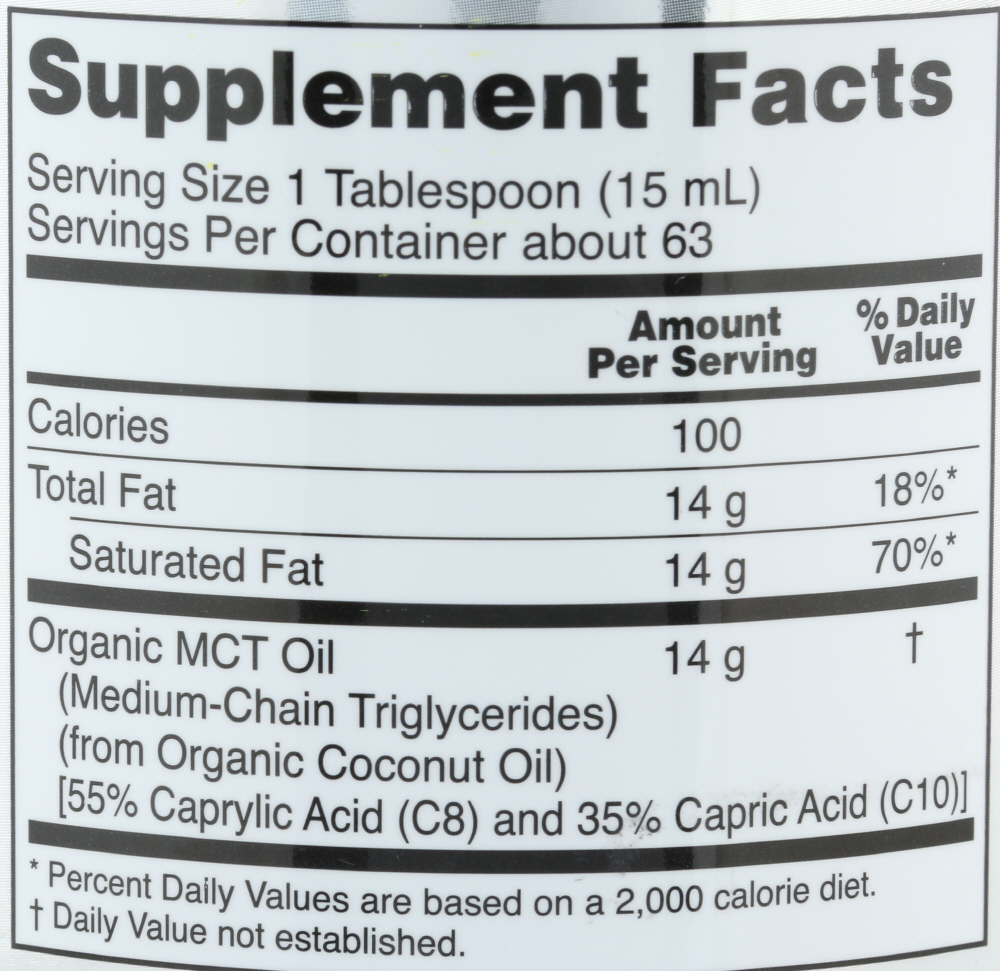 Supplement Facts
Serving Size 1 Tablespoon (15 mL)
Servings Per Container about 63
Amount Per Serving % Daily Value
Calories 100
Total Fat 14 g 18%*
Saturated Fat 14 g 70%*
Organic MCT Oil 14 g †
(Medium-Chain Triglycerides)
(from Organic Coconut Oil)
[55% Caprylic Acid (C8) and 35% Capric Acid (C10)]
* Percent Daily Values are based on a 2,000 calorie diet.
† Daily Value not established.